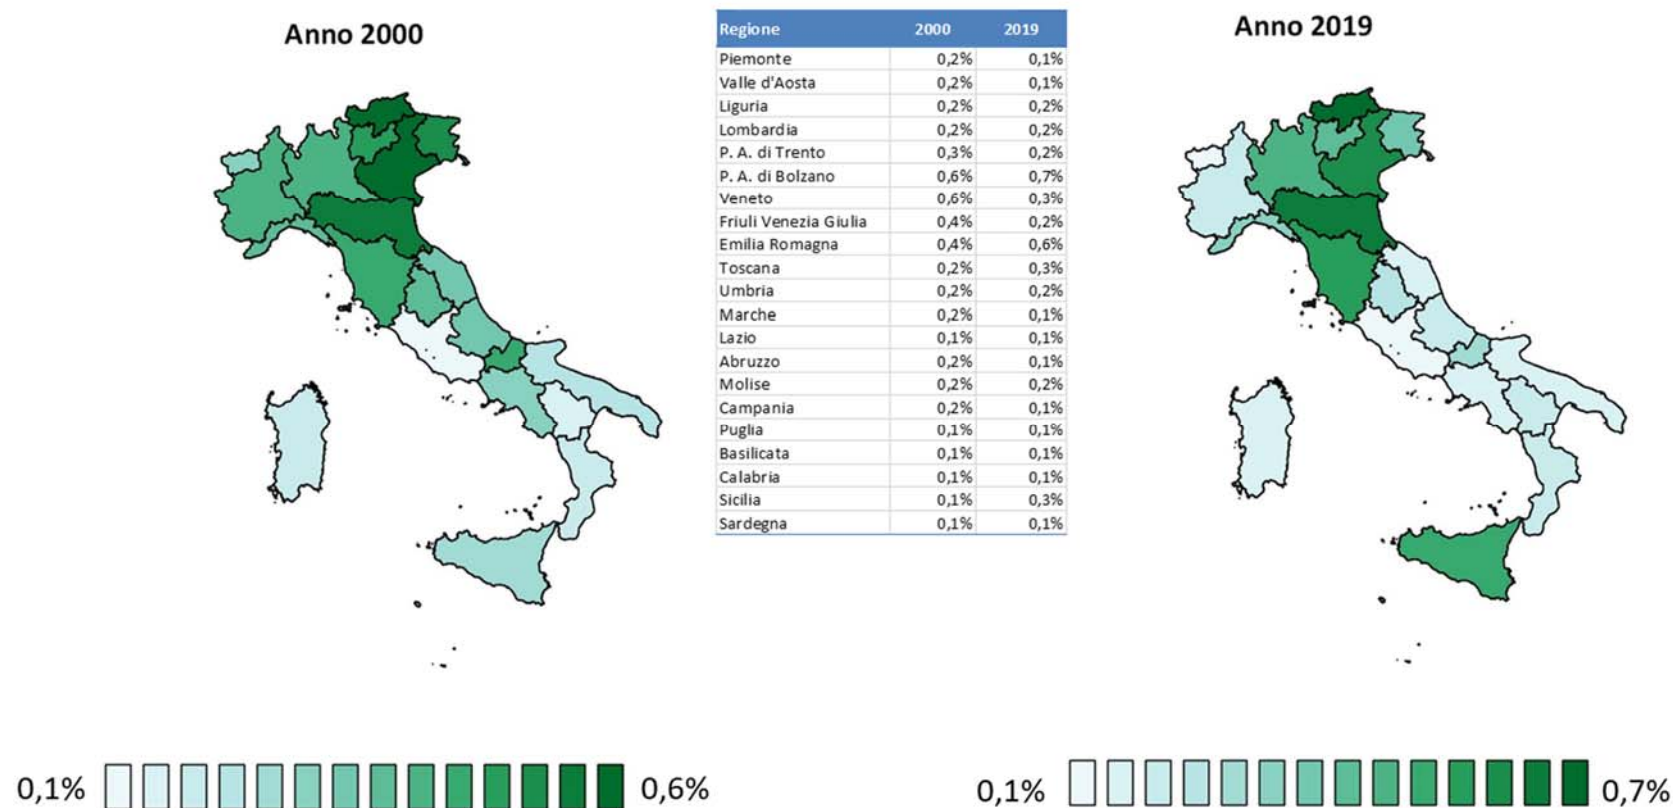 Anno 2000
Regione 2000 2019
Piemonte 0,2% 0,1%
Valle d'Aosta 0,2% 0,1%
Liguria 0,2% 0,2%
Lombardia 0,2% 0,2%
P. A. di Trento 0,3% 0,2%
P. A. di Bolzano 0,6% 0,7%
Veneto 0,6% 0,3%
Friuli Venezia Giulia 0,4% 0,2%
Emilia Romagna 0,4% 0,6%
Toscana 0,2% 0,3%
Umbria 0,2% 0,2%
Marche 0,2% 0,1%
Lazio 0,1% 0,1%
Abruzzo 0,2% 0,1%
Molise 0,2% 0,2%
Campania 0,2% 0,1%
Puglia 0,1% 0,1%
Basilicata 0,1% 0,1%
Calabria 0,1% 0,1%
Sicilia 0,1% 0,3%
Sardegna 0,1% 0,1%
Anno 2019
0,1% 0,6%
0,1% 0,7%